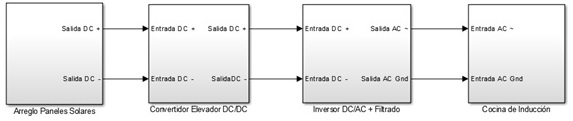 Salida DC +
Entrada DC +
Salida DC +
Entrada DC +
Salida AC ~
Entrada AC ~
Salida DC -
Entrada DC -
SalidaDC -
Entrada DC -
Salida AC Gnd
Entrada AC Gnd
Arreglo Paneles Solares
Convertidor Elevador DC/DC
Inversor DC/AC + Filtrado
Cocina de Inducción